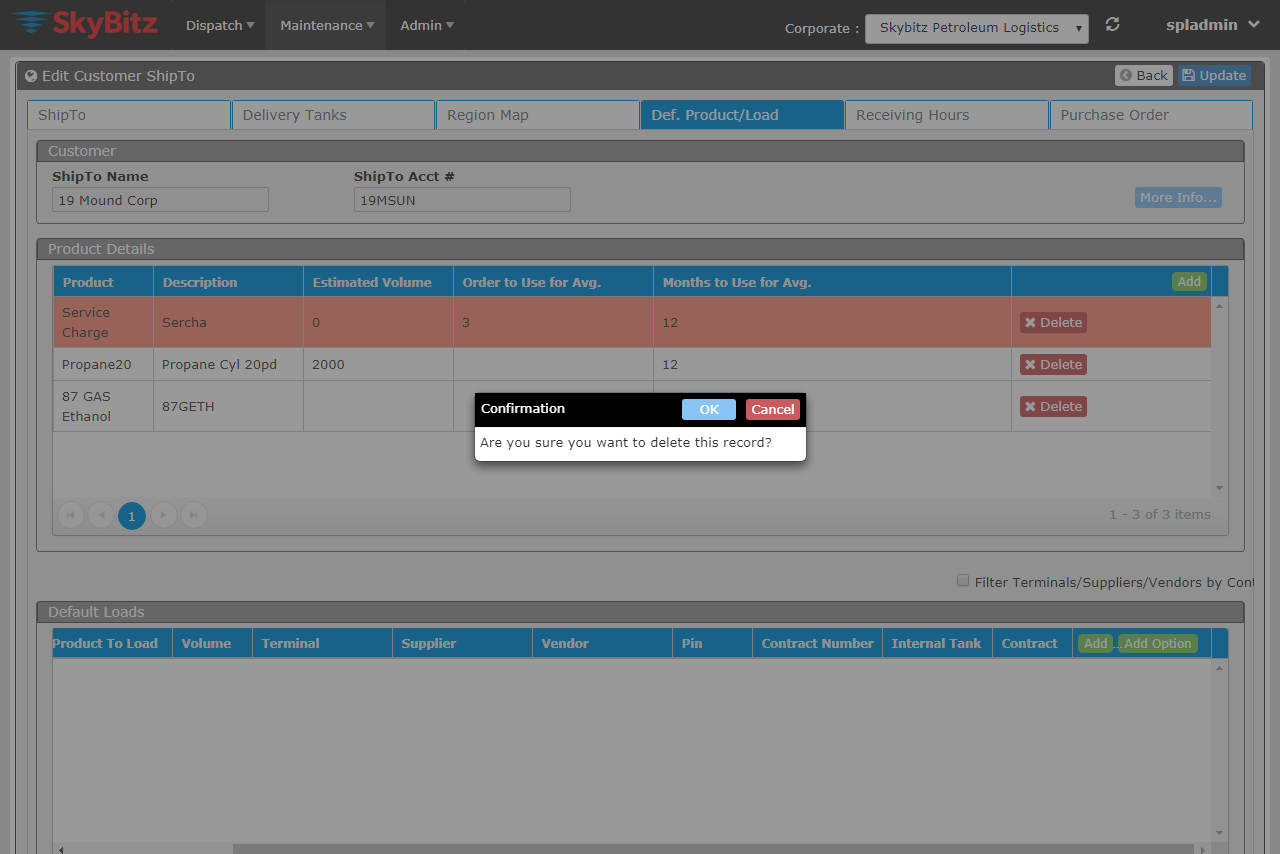 SkyBitz Dispatch Maintenance Admin Corporate : Skybitz Petroleum Logistics spladmin
Edit Customer ShipTo Back Update
ShipTo Delivery Tanks Region Map Def. Product/Load Receiving Hours Purchase Order
Customer
ShipTo Name ShipTo Acct #
19 Mound Corp 19MSUN More Info...
Product Details
Product Description Estimated Volume Order to Use for Avg. Months to Use for Avg. Add
Service
Charge Sercha 0 3 12 Delete
Propane20 Propane Cyl 20pd 2000 12 Delete
87 GAS
Ethanol 87GETH Delete
Confirmation OK Cancel
Are you sure you want to delete this record?
1 1 - 3 of 3 items
Filter Terminals/Suppliers/Vendors by Cont
Default Loads
Product To Load Volume Terminal Supplier Vendor Pin Contract Number Internal Tank Contract Add ... Add Option